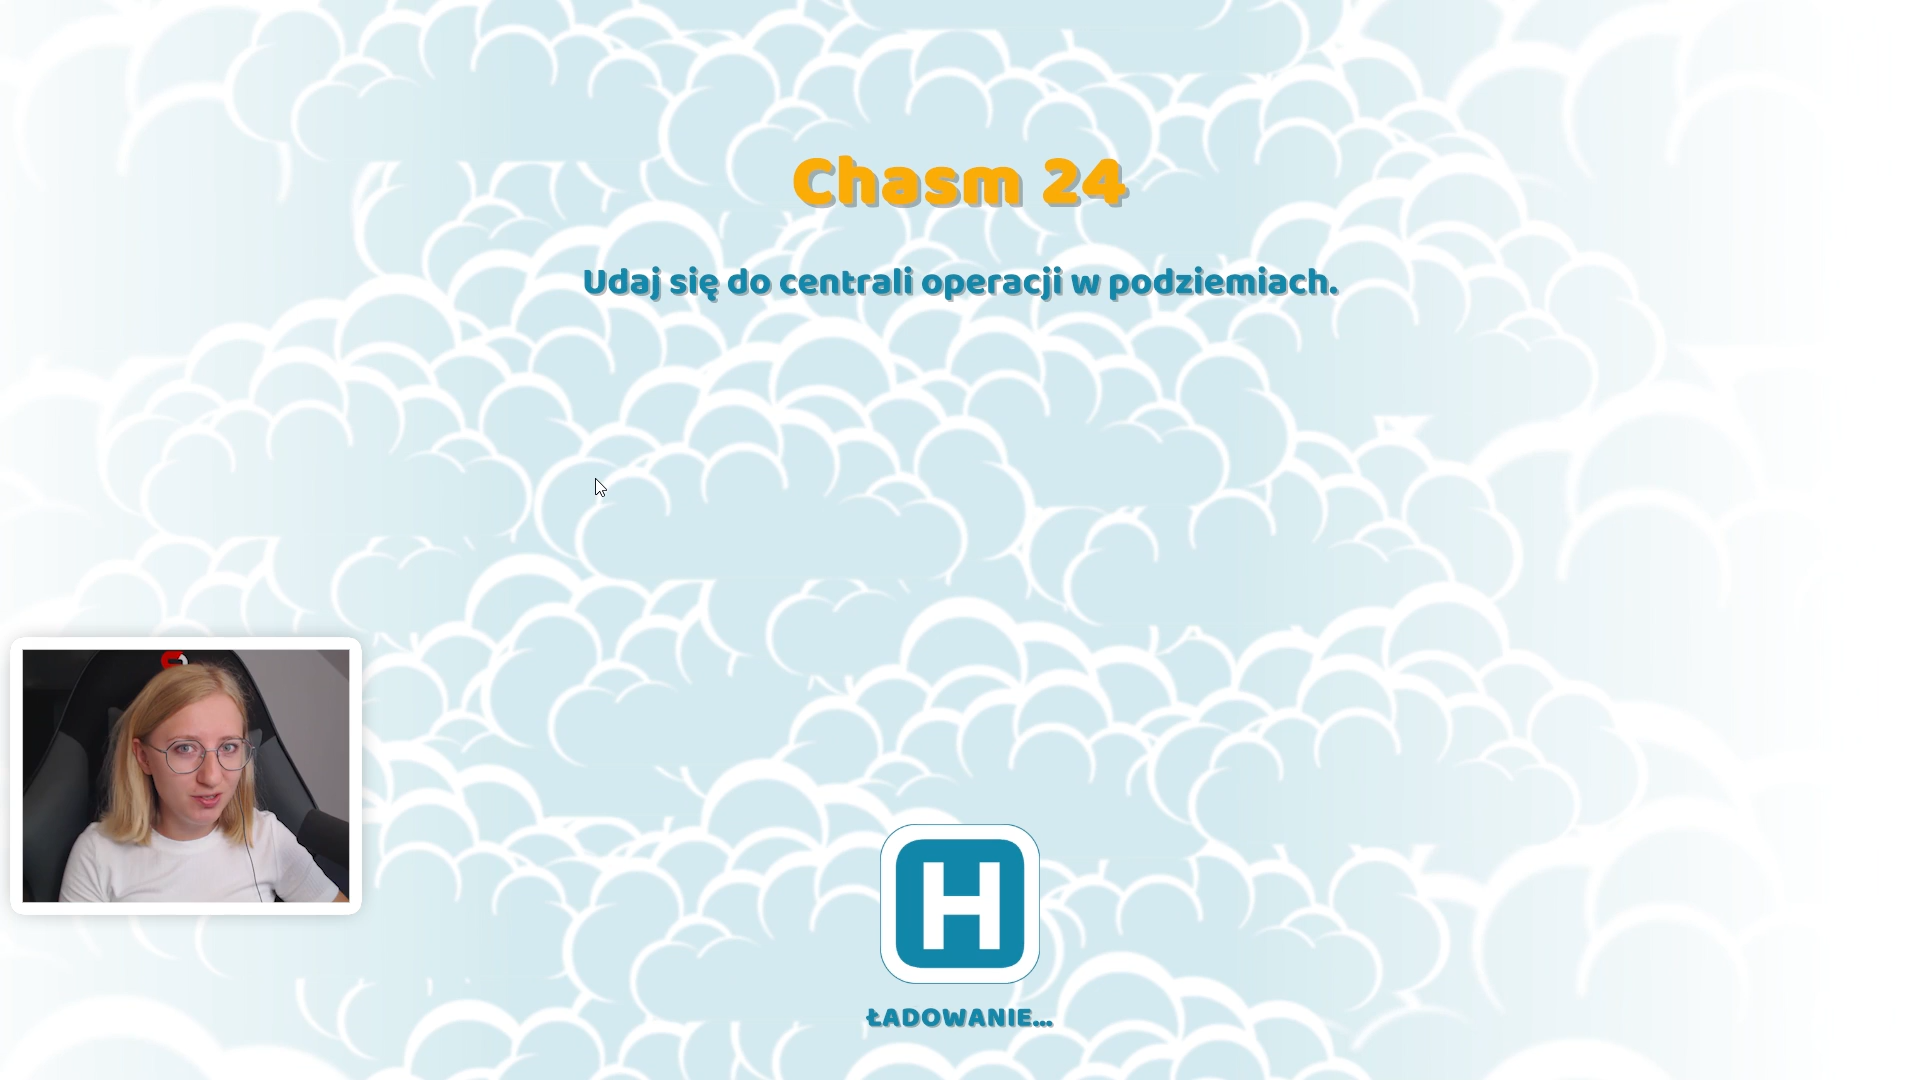 Chasm 24
Udaj się do centrali operacji w podziemiach.
H
ŁADOWANIE...